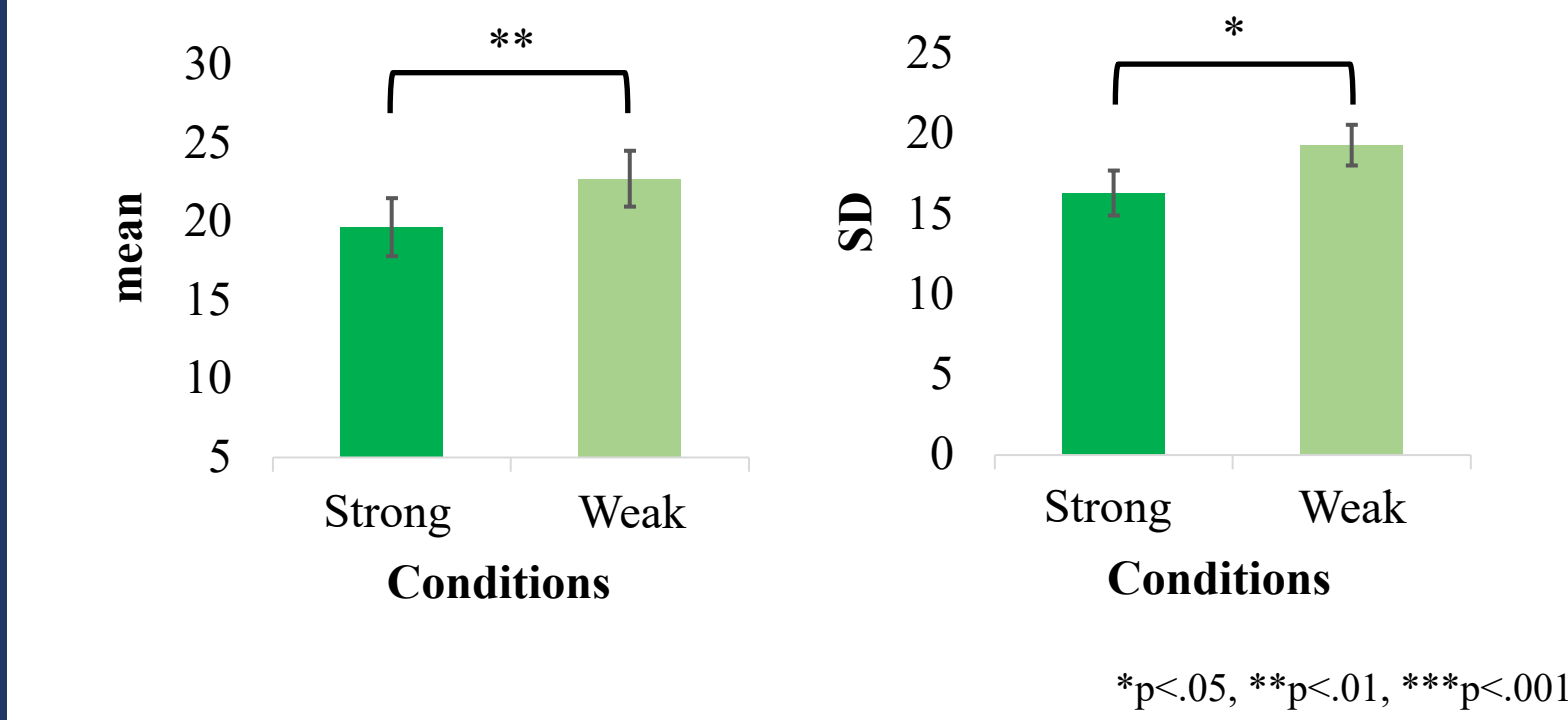 **
30
25
20
15
10
5
mean
Strong Weak
Conditions
*
25
20
15
10
5
0
SD
Strong Weak
Conditions
*p<.05, **p<.01, ***p<.001